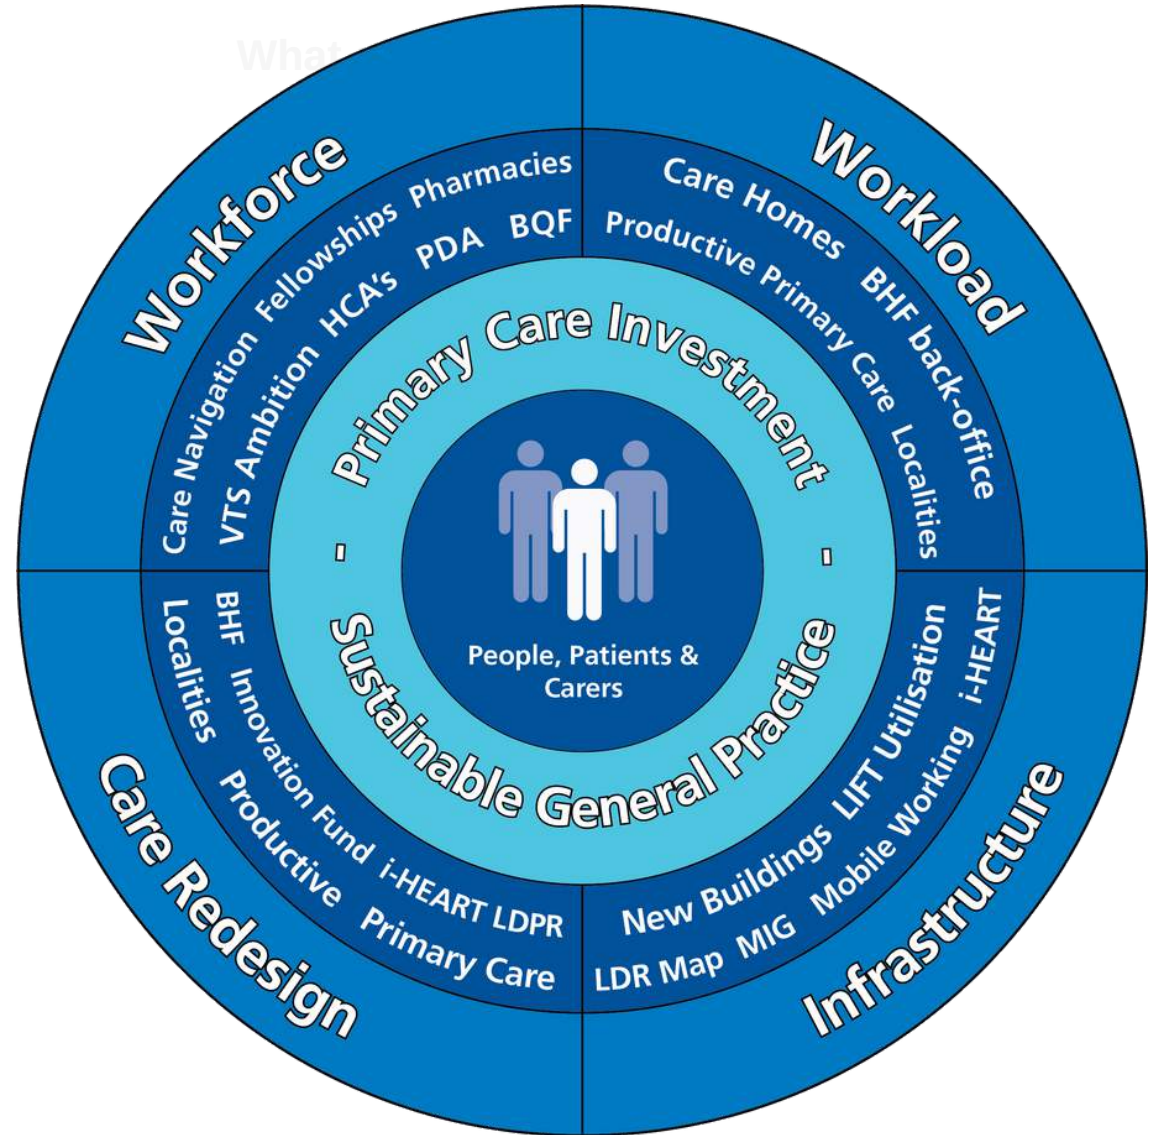 What
Workforce
Pharmacies
Fellowships
Care Navigation
BQF
PDA
HCA's
VTS Ambition
Workload
Care Homes
BHF back-office
Productive Primary Care
Localities
Primary Care Investment
-
-
Sustainable General Practice
People, Patients &
Carers
Care Redesign
Localities
Productive Primary Care
BHF Innovation Fund
i-HEART LDPR
Infrastructure
New Buildings
LIFT Utilisation
LDR Map
MIG
Mobile Working
i-HEART